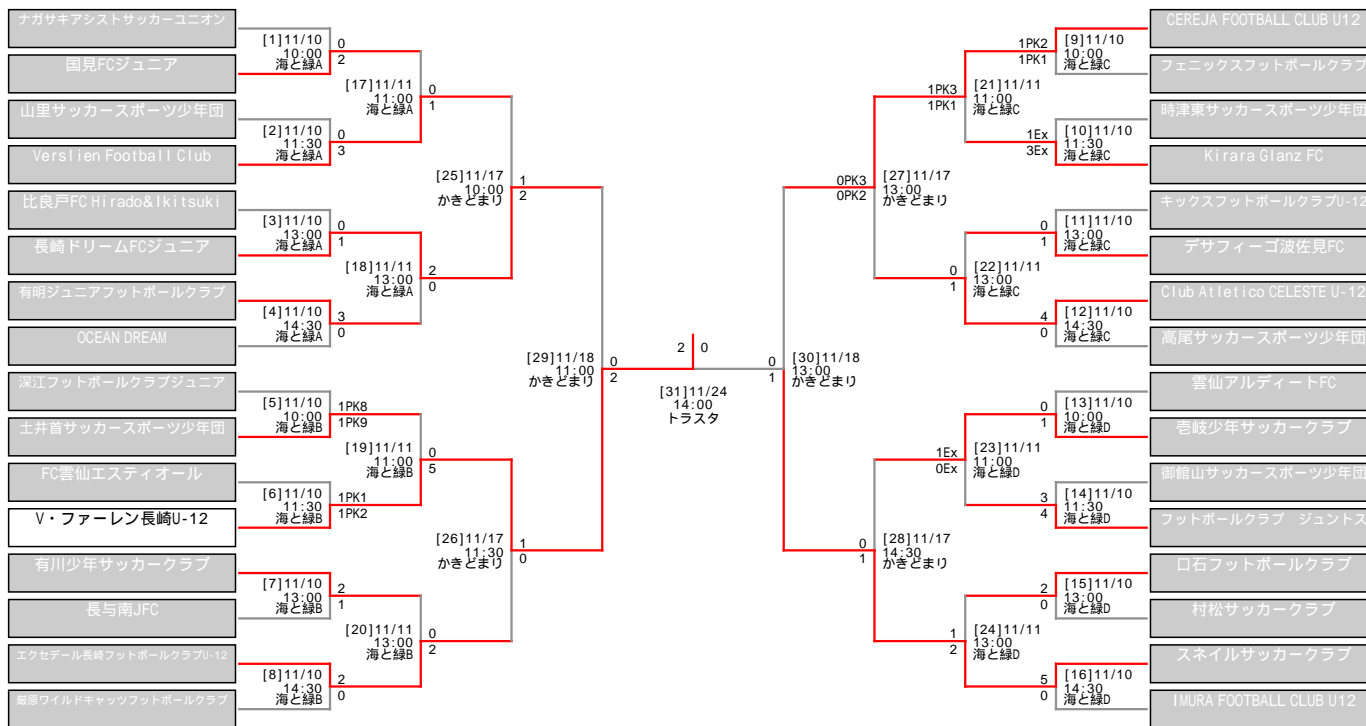 ナガサキアシストサッカーユニオン
国見FCジュニア
山里サッカースポーツ少年団
Verslien Football Club
比良戸FC Hirado&Ikitsuki
長崎ドリームFCジュニア
有明ジュニアフットボールクラブ
OCEAN DREAM
深江フットボールクラブジュニア
土井首サッカースポーツ少年団
FC雲仙エスティオール
V・ファーレン長崎U-12
有川少年サッカークラブ
長与南JFC
エクセデール長崎フットボールクラブU-12
厳原ワイルドキャッツフットボールクラブ
[1]11/10
10:00
海と緑A
0
2
[2]11/10
11:30
海と緑A
0
3
[3]11/10
13:00
海と緑A
0
1
[4]11/10
14:30
海と緑A
3
0
[5]11/10
10:00
海と緑B
1PK8
1PK9
[6]11/10
11:30
海と緑B
1PK1
1PK2
[7]11/10
13:00
海と緑B
2
1
[8]11/10
14:30
海と緑B
2
0
[17]11/11
11:00
海と緑A
0
1
[18]11/11
13:00
海と緑A
2
0
[19]11/11
11:00
海と緑B
0
5
[20]11/11
13:00
海と緑B
0
2
[25]11/17
10:00
かきどまり
1
2
[26]11/17
11:30
かきどまり
1
0
[29]11/18
11:00
かきどまり
0
2
2 0
[31]11/24
14:00
トラスタ
0
1
[30]11/18
13:00
かきどまり
0PK3
0PK2
[27]11/17
13:00
かきどまり
0
1
[28]11/17
14:30
かきどまり
1PK3
1PK1
[21]11/11
11:00
海と緑C
0
1
[22]11/11
13:00
海と緑C
1Ex
0Ex
[23]11/11
11:00
海と緑D
1
2
[24]11/11
13:00
海と緑D
1PK2
1PK1
[9]11/10
10:00
海と緑C
1Ex
3Ex
[10]11/10
11:30
海と緑C
0
1
[11]11/10
13:00
海と緑C
4
0
[12]11/10
14:30
海と緑C
0
1
[13]11/10
10:00
海と緑D
3
4
[14]11/10
11:30
海と緑D
2
0
[15]11/10
13:00
海と緑D
5
0
[16]11/10
14:30
海と緑D
CEREJA FOOTBALL CLUB U12
フェニックスフットボールクラブ
時津東サッカースポーツ少年団
Kirara Glanz FC
キックスフットボールクラブU-12
デサフィーゴ波佐見FC
Club Atletico CELESTE U-12
高尾サッカースポーツ少年団
雲仙アルディートFC
壱岐少年サッカークラブ
御館山サッカースポーツ少年団
フットボールクラブ ジュントス
口石フットボールクラブ
村松サッカークラブ
スネイルサッカークラブ
IMURA FOOTBALL CLUB U12